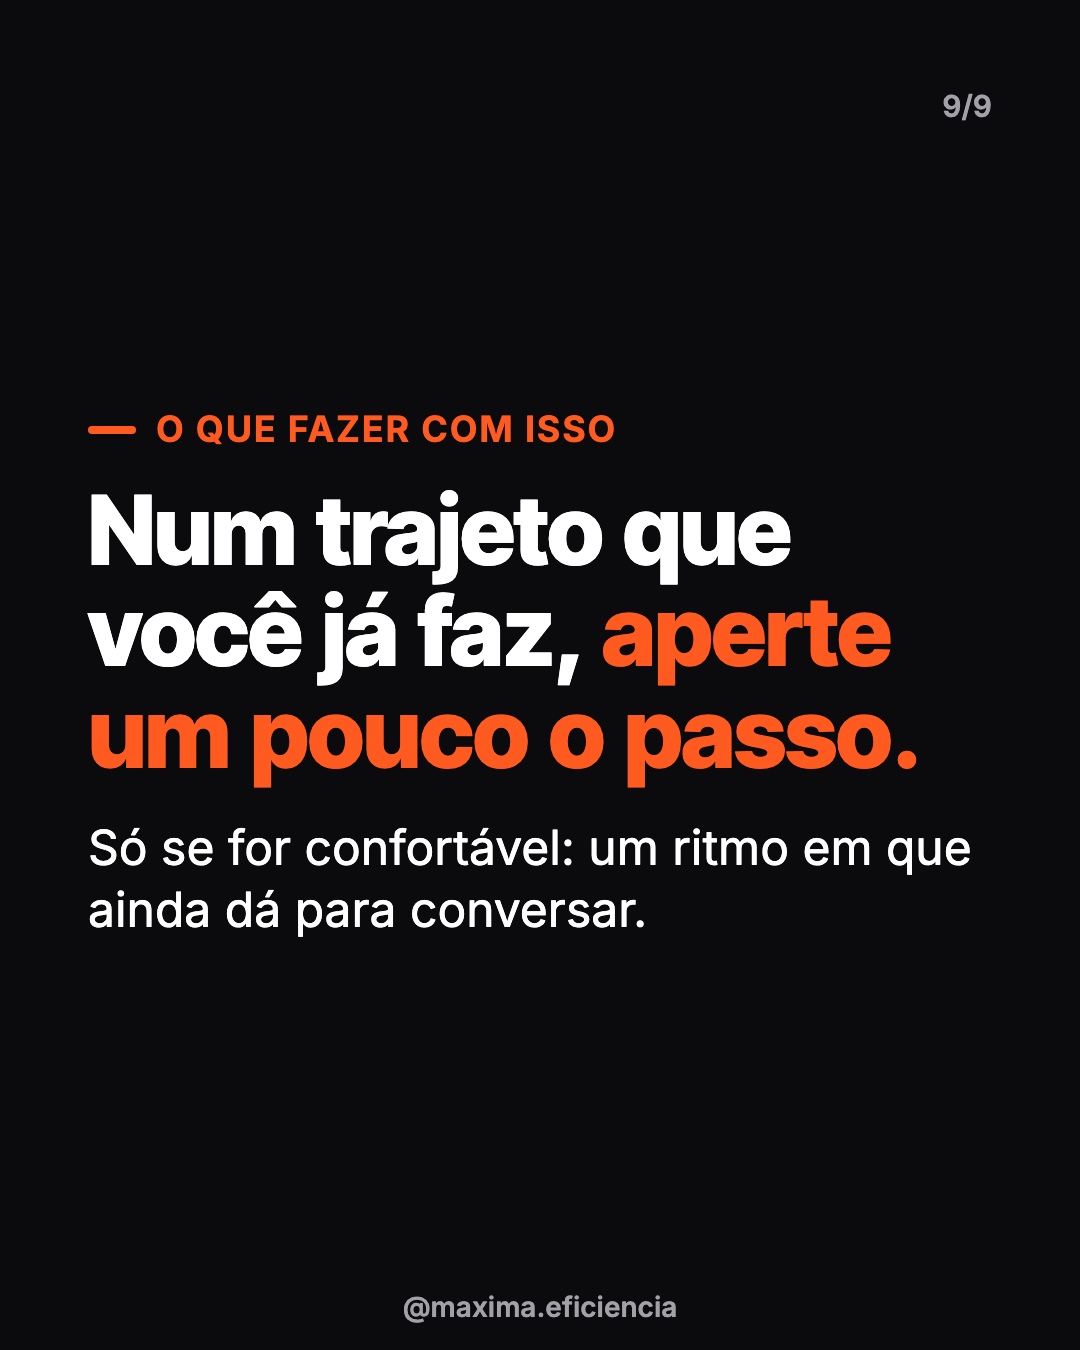 9/9
O QUE FAZER COM ISSO
Num trajeto que
você já faz, aperte
um pouco o passo.
Só se for confortável: um ritmo em que
ainda dá para conversar.
@maxima.eficiencia